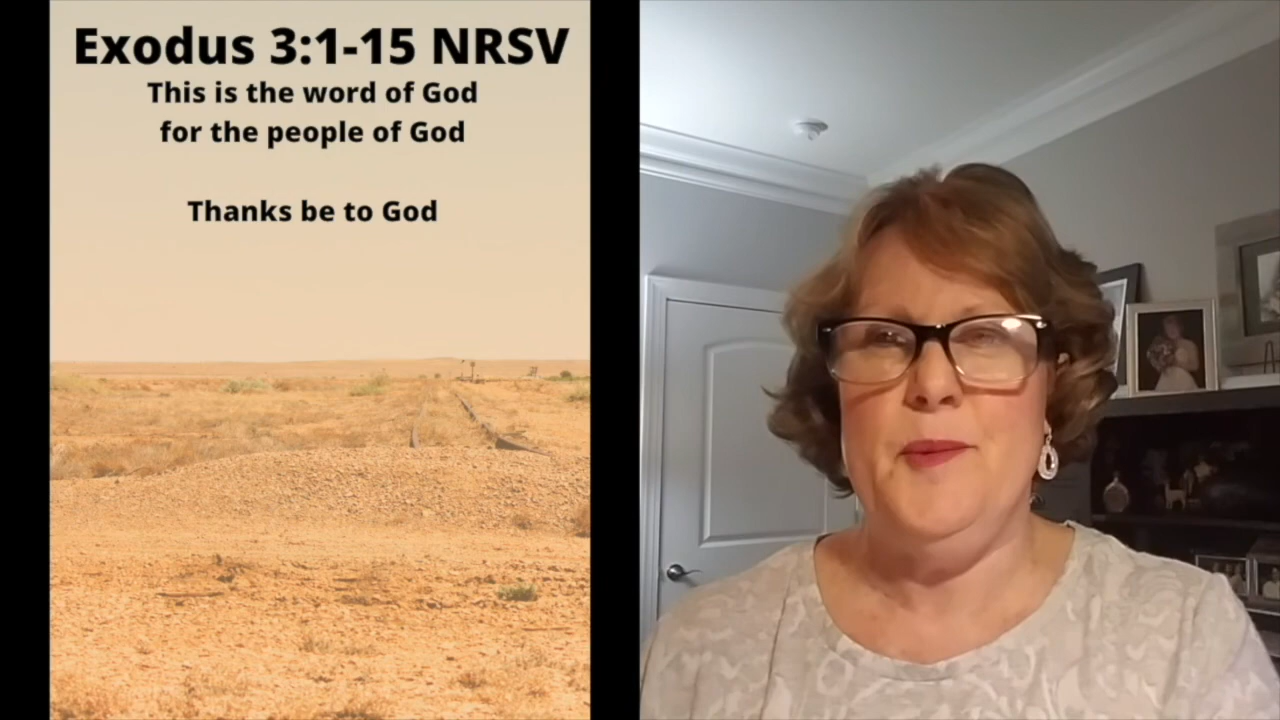 Exodus 3:1-15 NRSV
This is the word of God
for the people of God
Thanks be to God